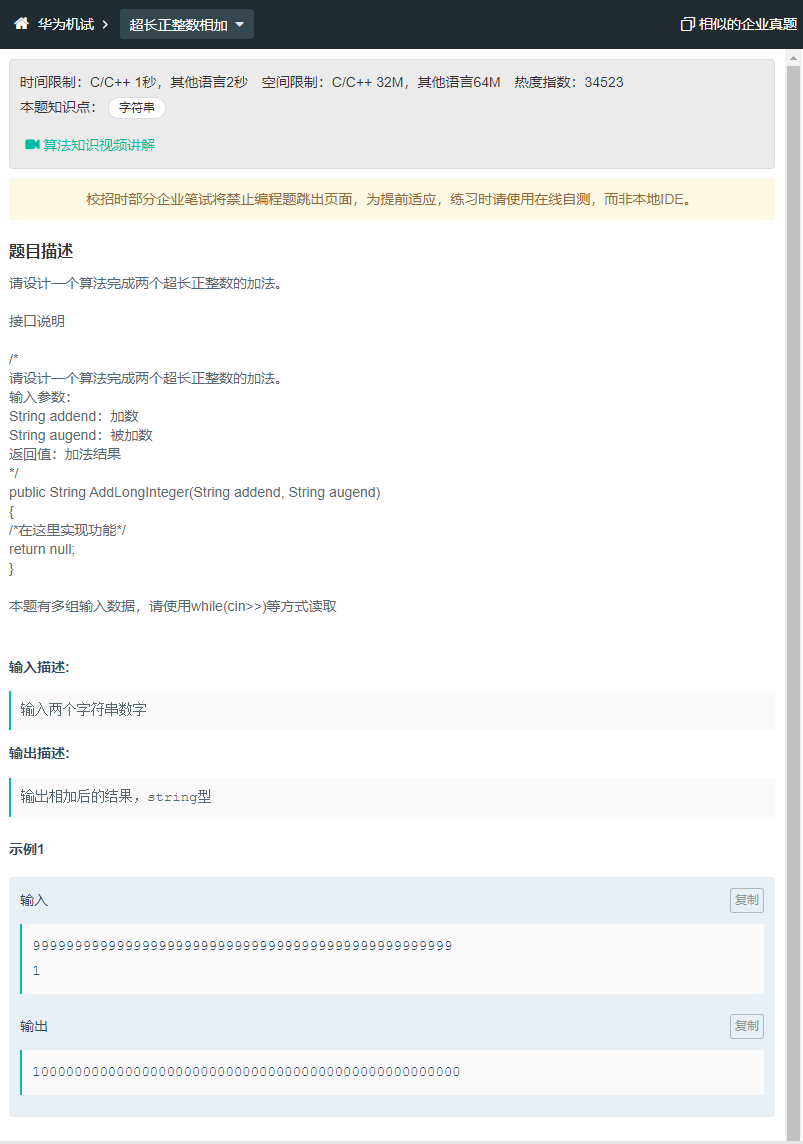 华为机试 > 超长正整数相加 相似的企业真题
时间限制：C/C++ 1秒，其他语言2秒 空间限制：C/C++ 32M，其他语言64M 热度指数：34523
本题知识点： 字符串
算法知识视频讲解
校招时部分企业笔试将禁止编程题跳出页面，为提前适应，练习时请使用在线自测，而非本地IDE。
题目描述
请设计一个算法完成两个超长正整数的加法。
接口说明
/*
请设计一个算法完成两个超长正整数的加法。
输入参数：
String addend：加数
String augend：被加数
返回值：加法结果
*/
public String AddLongInteger(String addend, String augend)
{
/*在这里实现功能*/
return null;
}
本题有多组输入数据，请使用while(cin>>)等方式读取
输入描述:
输入两个字符串数字
输出描述:
输出相加后的结果，string型
示例1
输入 复制
99999999999999999999999999999999999999999999999999
1
输出 复制
100000000000000000000000000000000000000000000000000